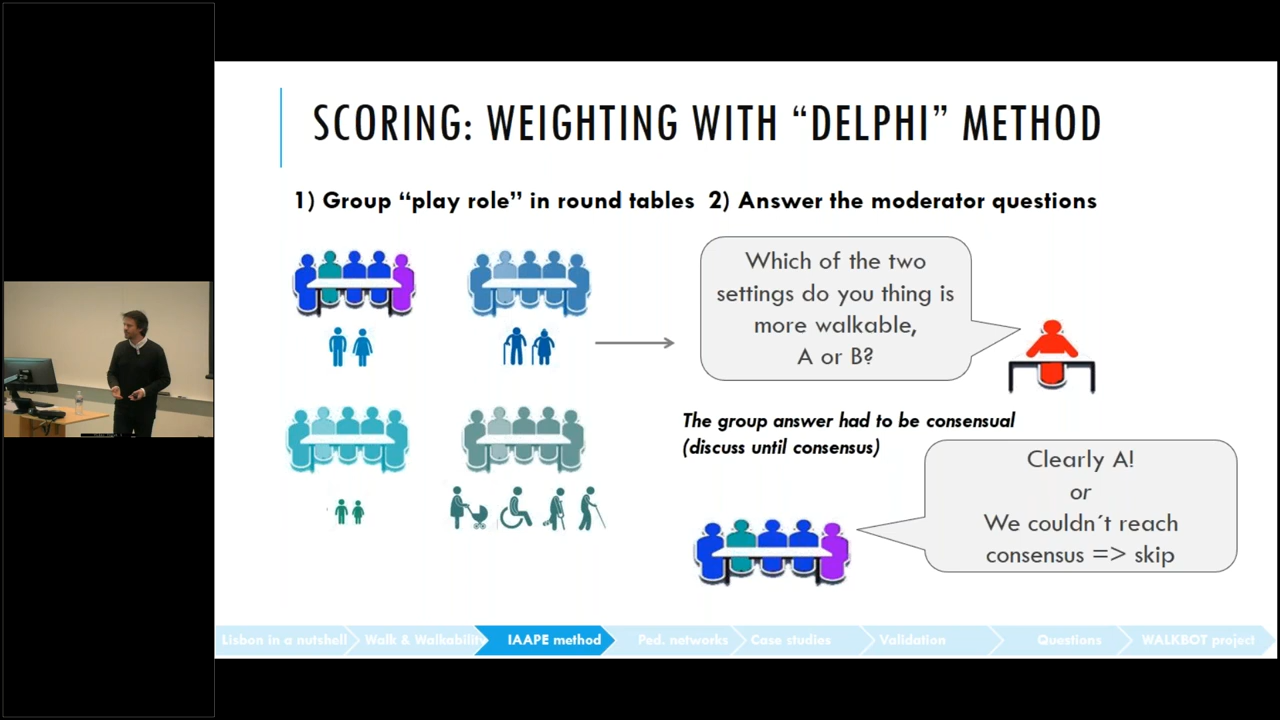 SCORING: WEIGHTING WITH “DELPHI” METHOD
1) Group “play role” in round tables 2) Answer the moderator questions
Which of the two
settings do you thing is
more walkable,
A or B?
The group answer had to be consensual
(discuss until consensus)
Clearly A!
or
We couldn´t reach
consensus => skip
Lisbon in a nutshell Walk & Walkability IAAPE method Ped. networks Case studies Validation Questions WALKBOT project